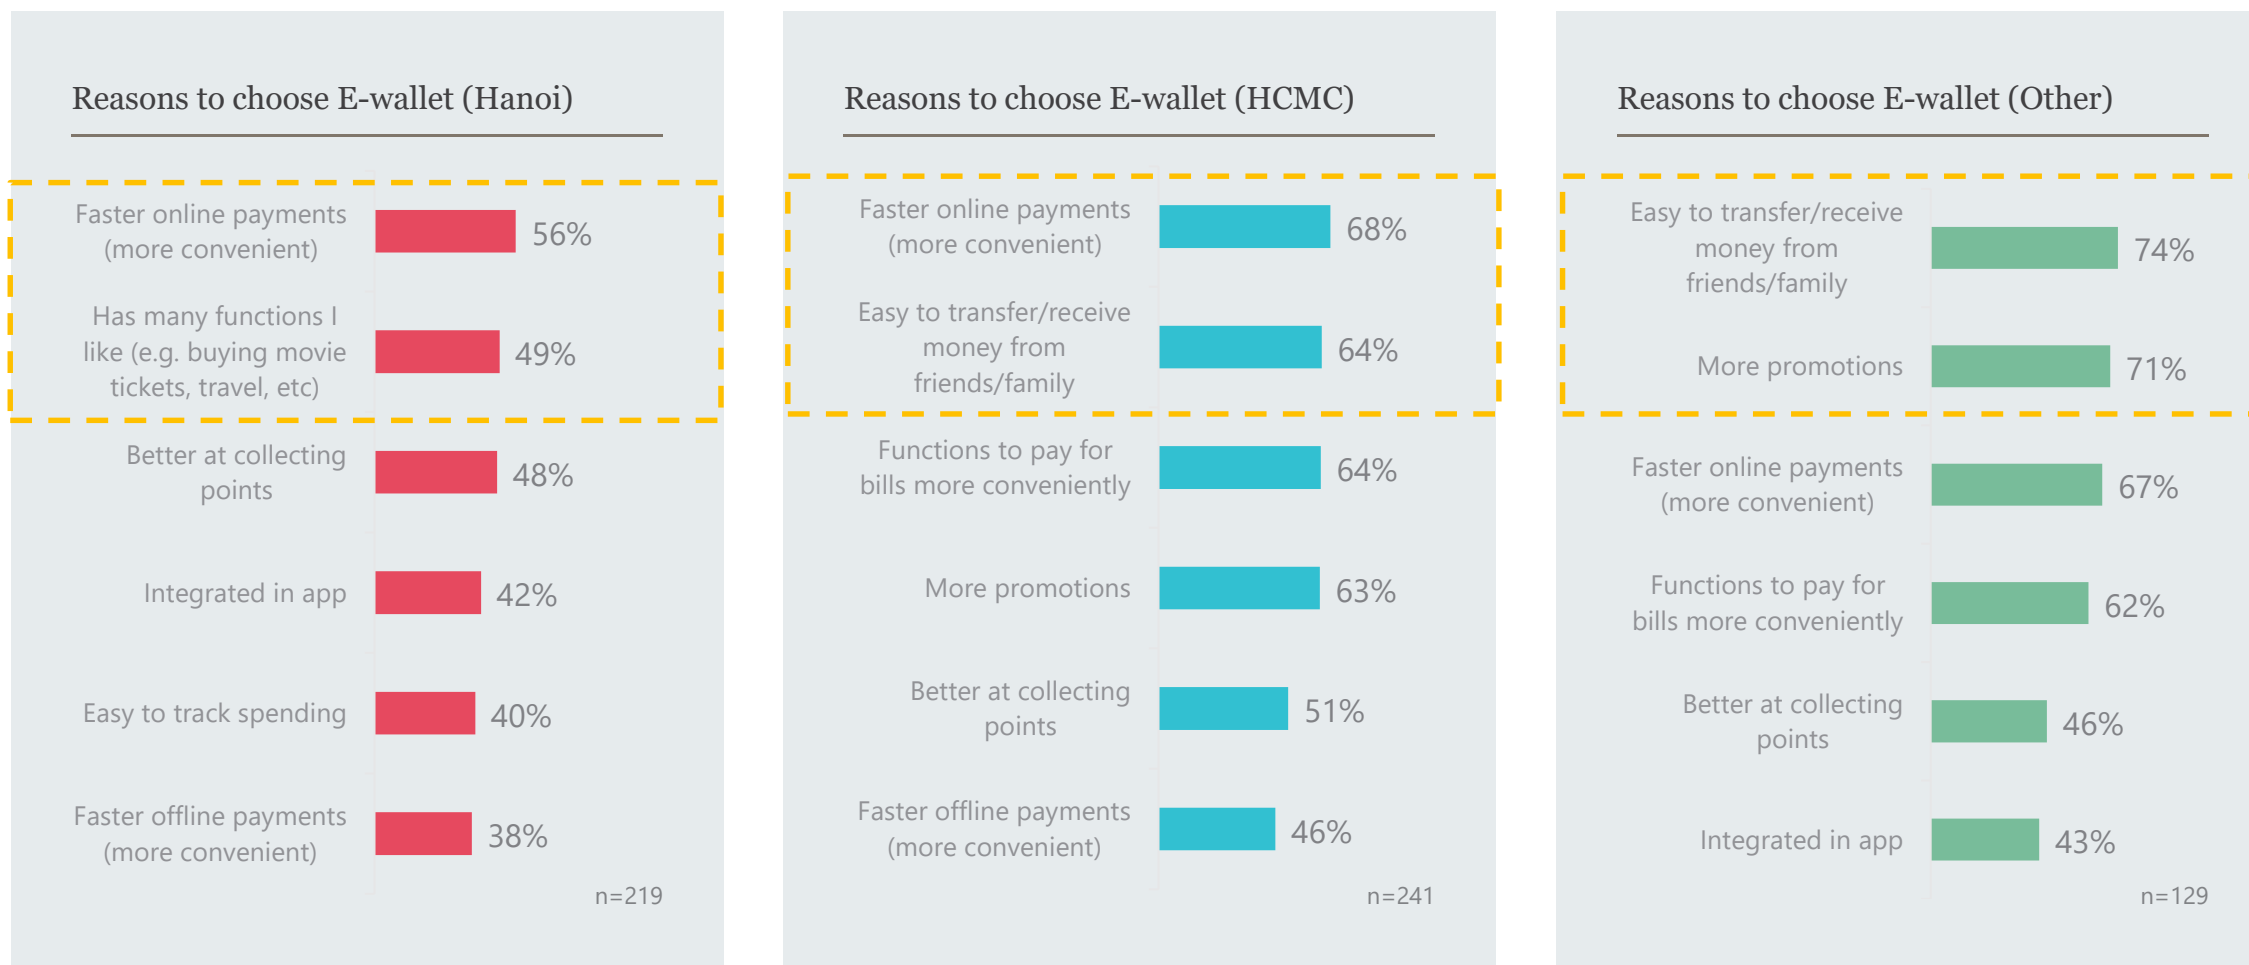 Reasons to choose E-wallet (Hanoi)
Faster online payments
(more convenient)
56%
Has many functions I
like (e.g. buying movie
tickets, travel, etc)
49%
Better at collecting
points
48%
Integrated in app
42%
Easy to track spending
40%
Faster offline payments
(more convenient)
38%
n=219
Reasons to choose E-wallet (HCMC)
Faster online payments
(more convenient)
68%
Easy to transfer/receive
money from
friends/family
64%
Functions to pay for
bills more conveniently
64%
More promotions
63%
Better at collecting
points
51%
Faster offline payments
(more convenient)
46%
n=241
Reasons to choose E-wallet (Other)
Easy to transfer/receive
money from
friends/family
74%
More promotions
71%
Faster online payments
(more convenient)
67%
Functions to pay for
bills more conveniently
62%
Better at collecting
points
46%
Integrated in app
43%
n=129